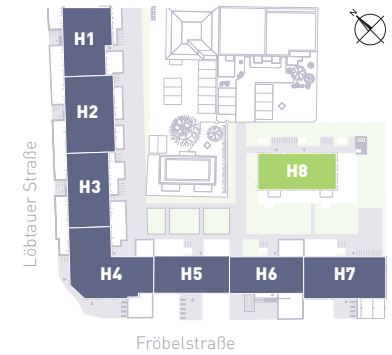 H1
N
H2
H8
Löbtauer Straße
H3
H4
H5
H6
H7
Fröbelstraße